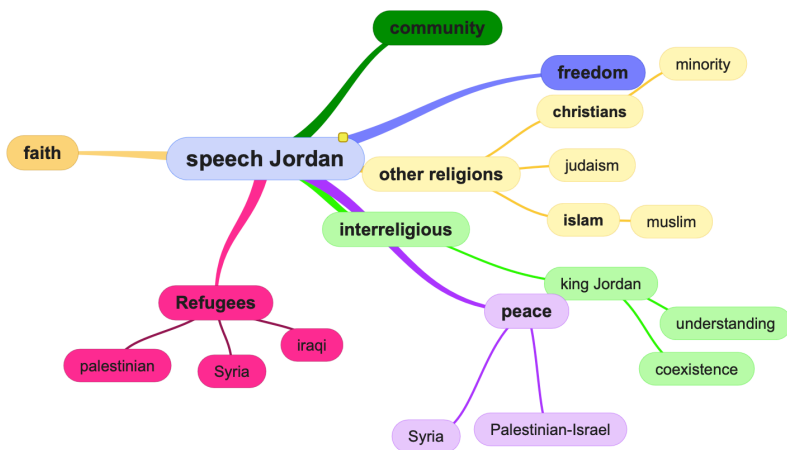 community
freedom
minority
christians
faith
speech Jordan
other religions
judaism
islam
muslim
interreligious
king Jordan
understanding
coexistence
Refugees
palestinian
Syria
iraqi
peace
Syria
Palestinian-Israel